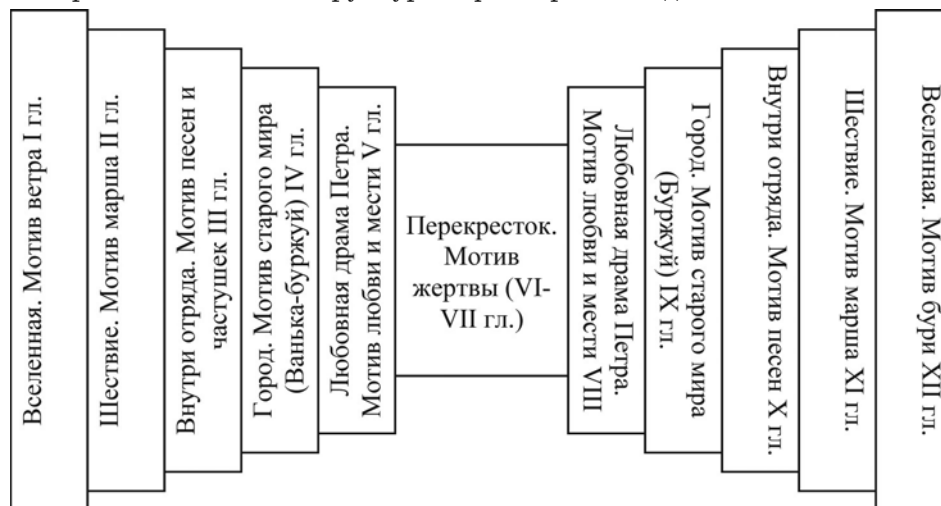 Вселенная. Мотив ветра I гл.
Шествие. Мотив марша II гл.
Внутри отряда. Мотив песен и
частушек III гл.
Город. Мотив старого мира
(Ванька-буржуй) IV гл.
Любовная драма Петра.
Мотив любви и мести V гл.
Перекресток.
Мотив
жертвы (VI-
VII гл.)
Любовная драма Петра.
Мотив любви и мести VIII
Город. Мотив старого мира
(Буржуй) IX гл.
Внутри отряда. Мотив песен X гл.
Шествие. Мотив марша XI гл.
Вселенная. Мотив бури XII гл.